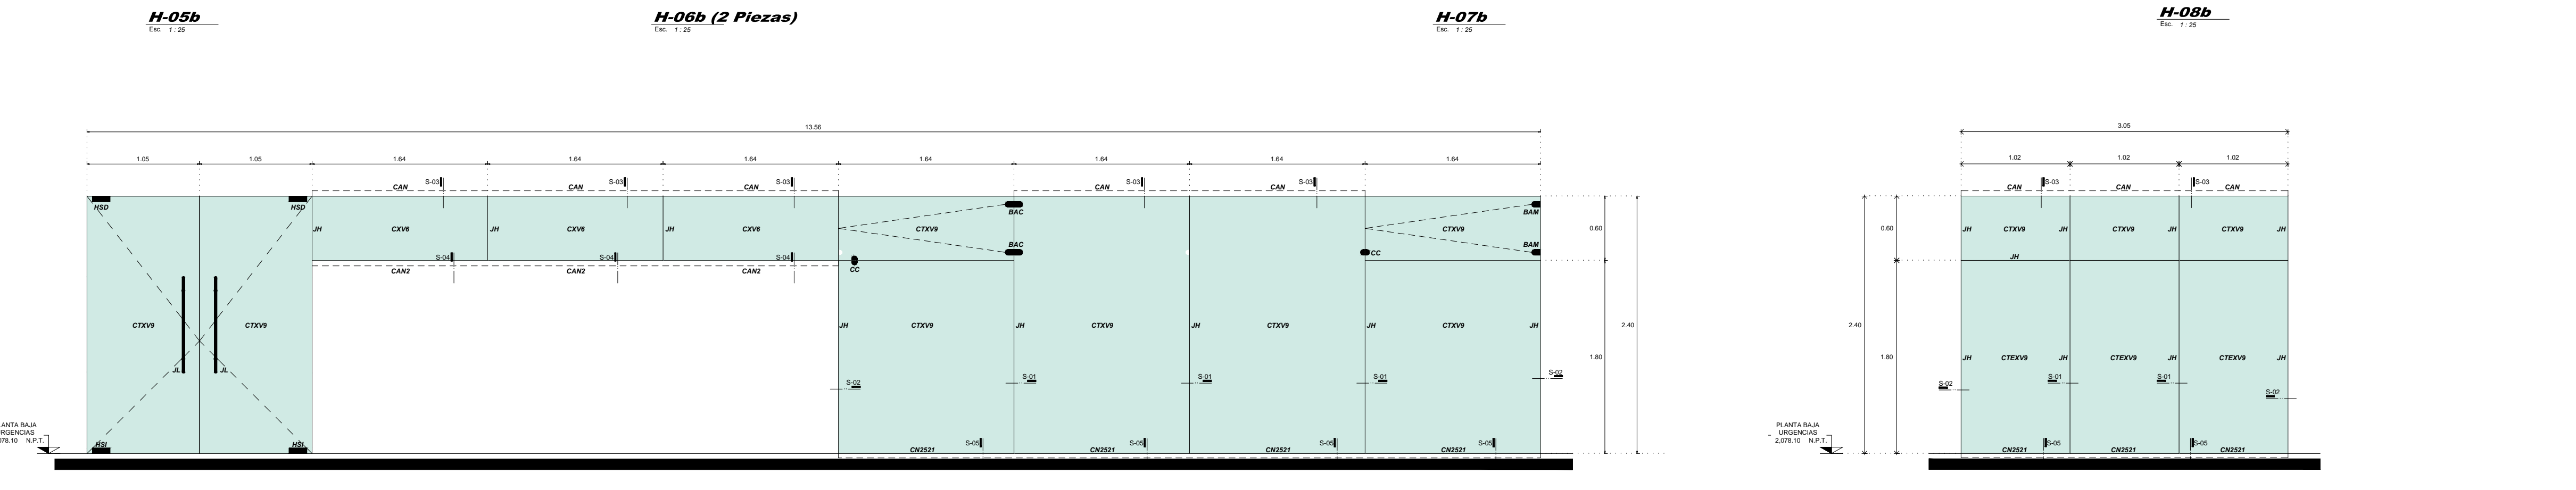 H-05b
Esc. 1 : 25
H-06b (2 Piezas)
Esc. 1 : 25
H-07b
Esc. 1 : 25
H-08b
Esc. 1 : 25
13.56
3.05
1.05 1.05 1.64 1.64 1.64 1.64 1.64 1.64 1.64
1.02 1.02 1.02
S-03 S-03 S-03 S-03 S-03 S-03 S-03
CAN CAN CAN CAN CAN CAN CAN CAN
HSD HSD BAC BAM
JH CXV6 JH CXV6 JH CXV6 CTXV9 CTXV9 0.60
0.60 JH CTXV9 JH CTXV9 JH CTXV9 JH
BAC BAM
S-04 S-04 S-04 CC CC JH
CAN2 CAN2 CAN2 CC
CTXV9 CTXV9 JH CTXV9 JH CTXV9 JH CTXV9 JH CTXV9 JH 2.40
2.40
1.80
1.80 JH CTEXV9 JH CTEXV9 JH CTEXV9 JH
JL JL
S-02 S-01 S-01 S-01 S-02
S-02 S-01 S-01 S-02
LANTA BAJA
RGENCIAS
078.10 N.P.T.
PLANTA BAJA
URGENCIAS
2,078.10 N.P.T.
HSI HSI
S-05 S-05 S-05 S-05 S-05 S-05
CN2521 CN2521 CN2521 CN2521 CN2521 CN2521 CN2521